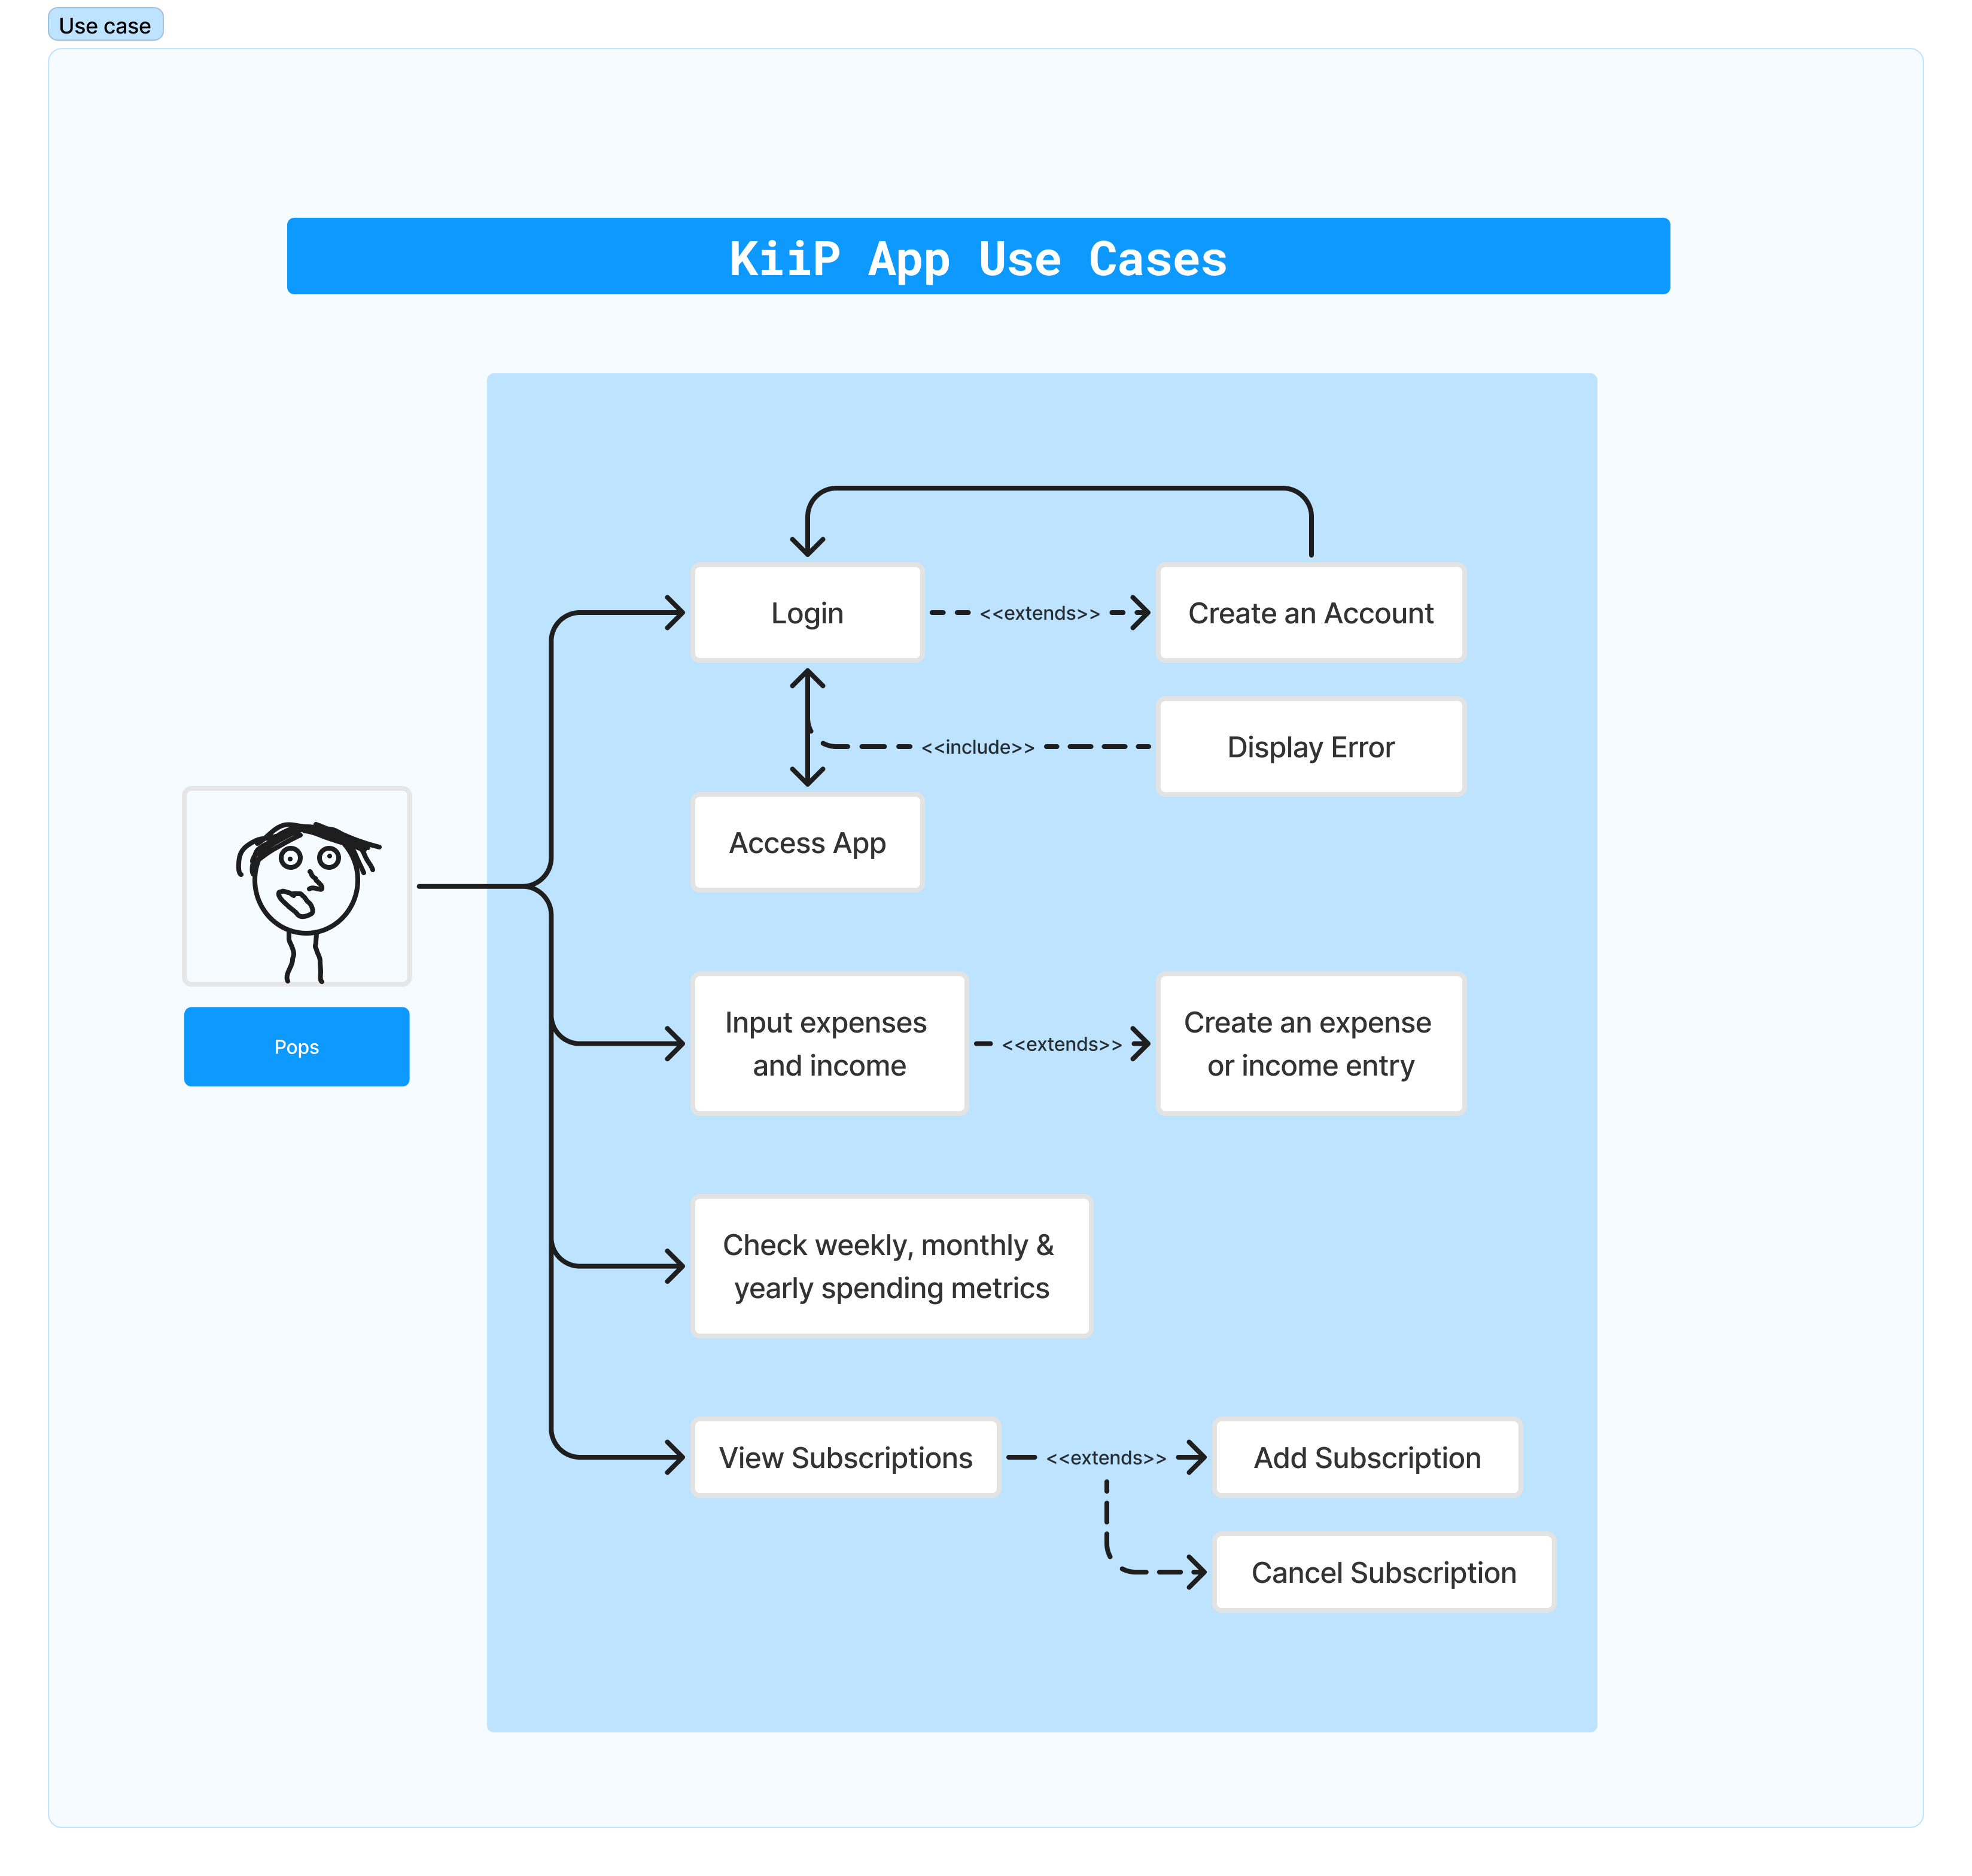 Use case
KiiP App Use Cases
Login
<<extends>>
Create an Account
<<include>>
Display Error
Access App
Pops
Input expenses
and income
<<extends>>
Create an expense
or income entry
Check weekly, monthly &
yearly spending metrics
View Subscriptions
<<extends>>
Add Subscription
Cancel Subscription